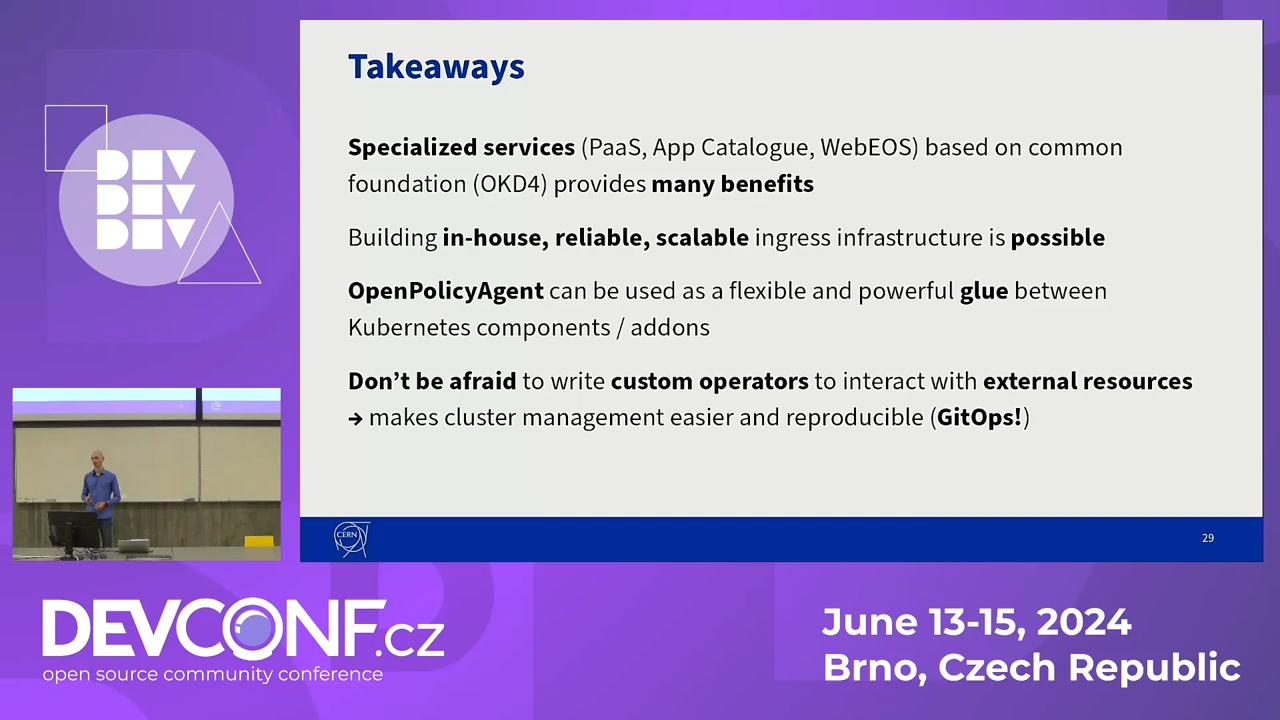 Takeaways
Specialized services (PaaS, App Catalogue, WebEOS) based on common
foundation (OKD4) provides many benefits
Building in-house, reliable, scalable ingress infrastructure is possible
OpenPolicyAgent can be used as a flexible and powerful glue between
Kubernetes components / addons
Don't be afraid to write custom operators to interact with external resources
→ makes cluster management easier and reproducible (GitOps!)
CERN
29
DEV
DEV
DEV
DEVCONF.cz
open source community conference
June 13-15, 2024
Brno, Czech Republic